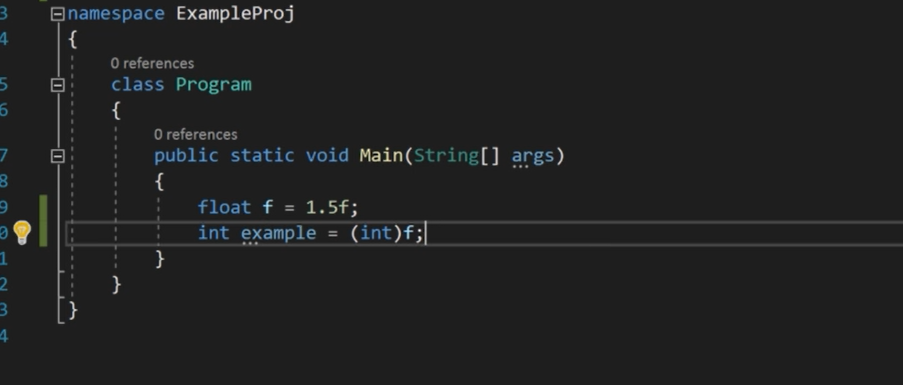 3 namespace ExampleProj
4 {
0 references
5 class Program
6 {
0 references
7 public static void Main(String[] args)
8 {
9 float f = 1.5f;
0 int example = (int)f;
1 }
2 }
3 }
4